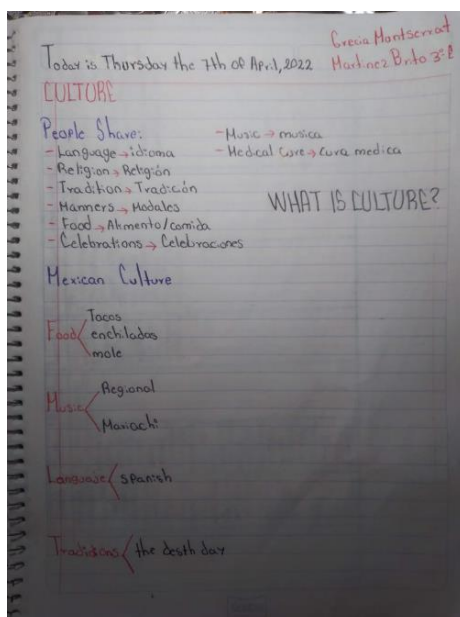 Grecia Montserrat
Martinez Brito 3°E
Today is Thursday the 7th of April, 2022
CULTURE
People Share:
- Language → idioma
- Religion → Religión
- Tradition → Tradición
- Manners → Modales
- Food → Alimento/comida
- Celebrations → Celebraciones
- Music → musica
- Medical Cure → cura medica
WHAT IS CULTURE?
Mexican Culture
Food
Tacos
enchiladas
mole
Music
Regional
Mariachi
Language
Spanish
Traditions
the desth day